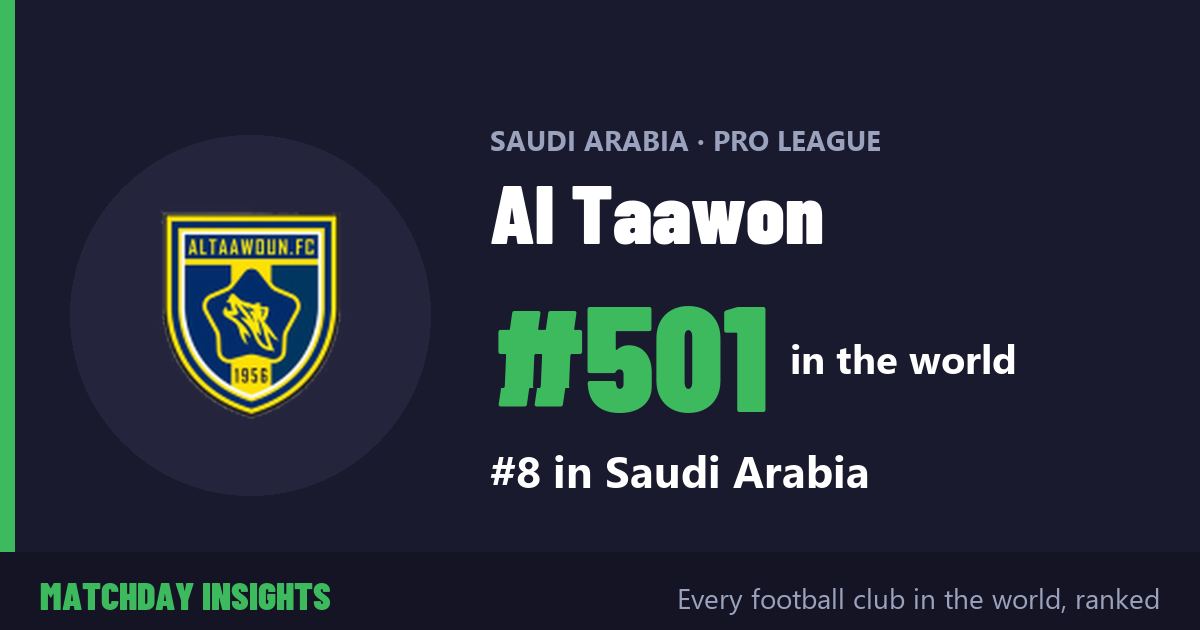 SAUDI ARABIA · PRO LEAGUE
Al Taawon
ALTAAWOUN.FC
1956
#501 in the world
#8 in Saudi Arabia
MATCHDAY INSIGHTS
Every football club in the world, ranked